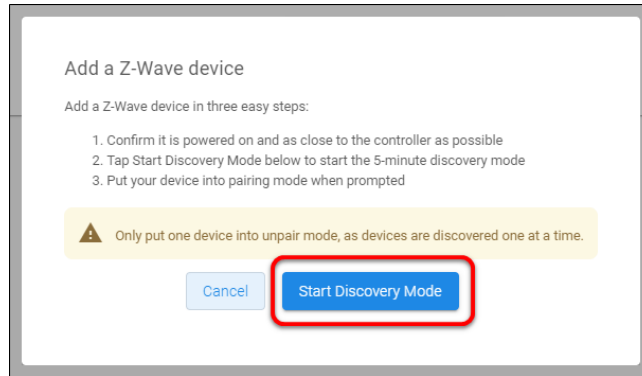 Add a Z-Wave device
Add a Z-Wave device in three easy steps:
1. Confirm it is powered on and as close to the controller as possible
2. Tap Start Discovery Mode below to start the 5-minute discovery mode
3. Put your device into pairing mode when prompted
Only put one device into unpair mode, as devices are discovered one at a time.
Cancel Start Discovery Mode